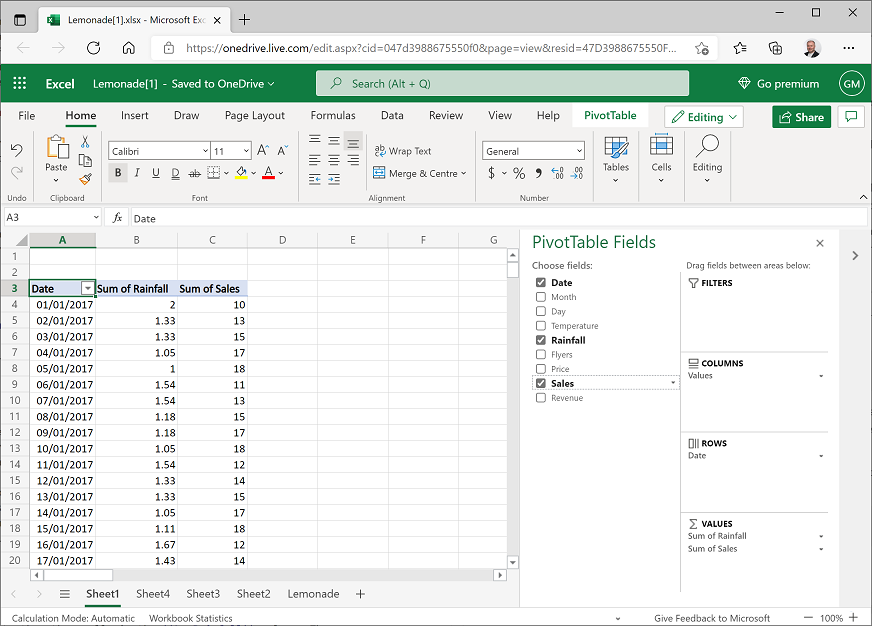 Lemonade[1].xlsx - Microsoft Exc
https://onedrive.live.com/edit.aspx?cid=047d3988675550f0&page=view&resid=47D3988675550F...
Excel Lemonade[1] - Saved to OneDrive Search (Alt + Q) Go premium GM
File Home Insert Draw Page Layout Formulas Data Review View Help PivotTable Editing Share
Calibri 11 A A Wrap Text General
Paste Tables Cells Editing
B I U D ab A Merge & Centre $ % 9 .00
Undo Clipboard Font Alignment Number
A3 fx Date
A B C D E F G
PivotTable Fields
Choose fields:
Drag fields between areas below:
Date
Month
Day
Temperature
Rainfall
Flyers
Price
Sales
Revenue
FILTERS
COLUMNS
Values
ROWS
Date
VALUES
Sum of Rainfall
Sum of Sales
1
2
3 Date Sum of Rainfall Sum of Sales
4 01/01/2017 2 10
5 02/01/2017 1.33 13
6 03/01/2017 1.33 15
7 04/01/2017 1.05 17
8 05/01/2017 1 18
9 06/01/2017 1.54 11
10 07/01/2017 1.54 13
11 08/01/2017 1.18 15
12 09/01/2017 1.18 17
13 10/01/2017 1.05 18
14 11/01/2017 1.54 12
15 12/01/2017 1.33 14
16 13/01/2017 1.33 15
17 14/01/2017 1.05 17
18 15/01/2017 1.11 18
19 16/01/2017 1.67 12
20 17/01/2017 1.43 14
Sheet1 Sheet4 Sheet3 Sheet2 Lemonade
Calculation Mode: Automatic Workbook Statistics Give Feedback to Microsoft 100%